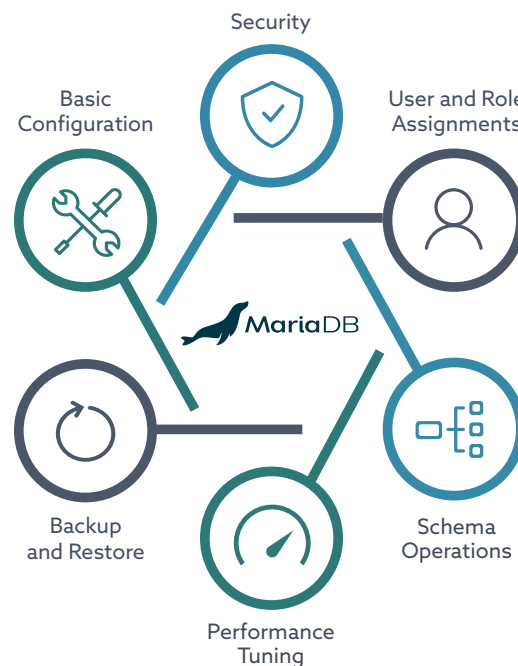 Security
Basic
Configuration
User and Role
Assignments
MariaDB
Backup
and Restore
Schema
Operations
Performance
Tuning